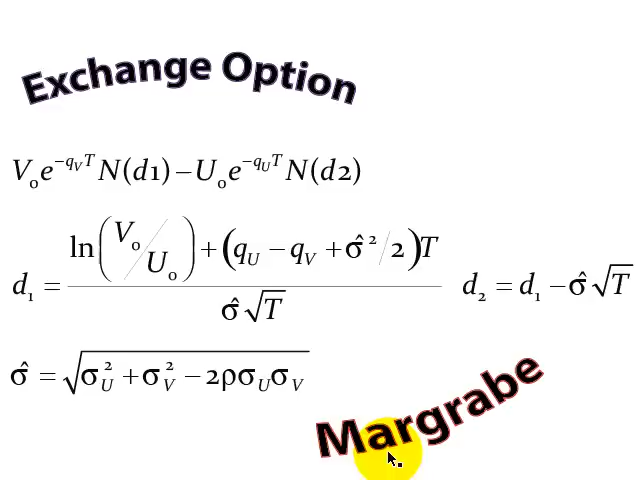 Exchange Option
V₀e^(−q_V T) N(d1) − U₀e^(−q_U T) N(d2)
d₁ = (ln(V₀/U₀) + (q_U − q_V + σ̂²/2)T) / (σ̂√T)   d₂ = d₁ − σ̂√T
σ̂ = √(σ_U² + σ_V² − 2ρσ_Uσ_V)
Margrabe